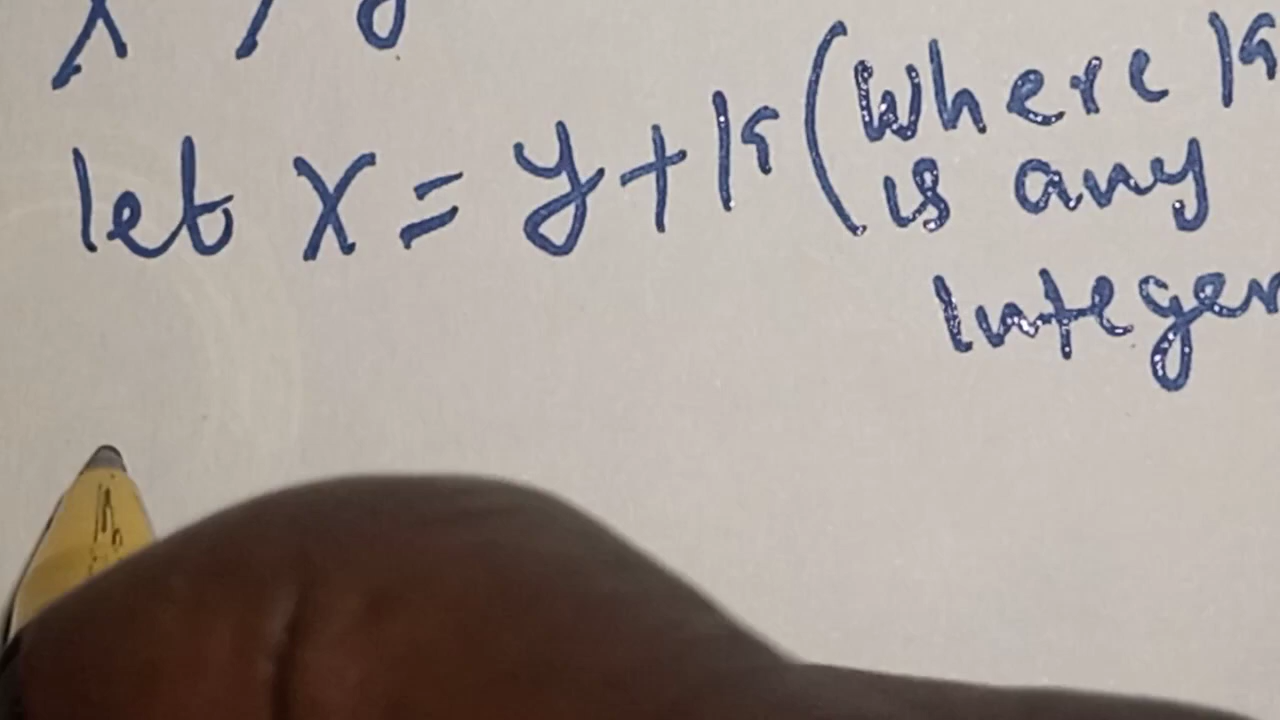 x > y
let x = y + k (where k
is any
Integer